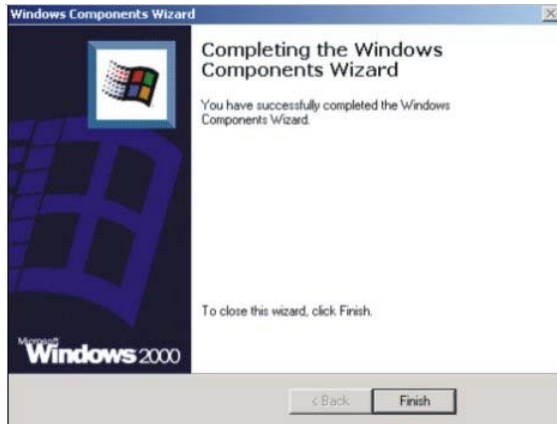 Windows Components Wizard
Completing the Windows
Components Wizard
You have successfully completed the Windows
Components Wizard.
To close this wizard, click Finish.
Microsoft
Windows 2000
< Back
Finish